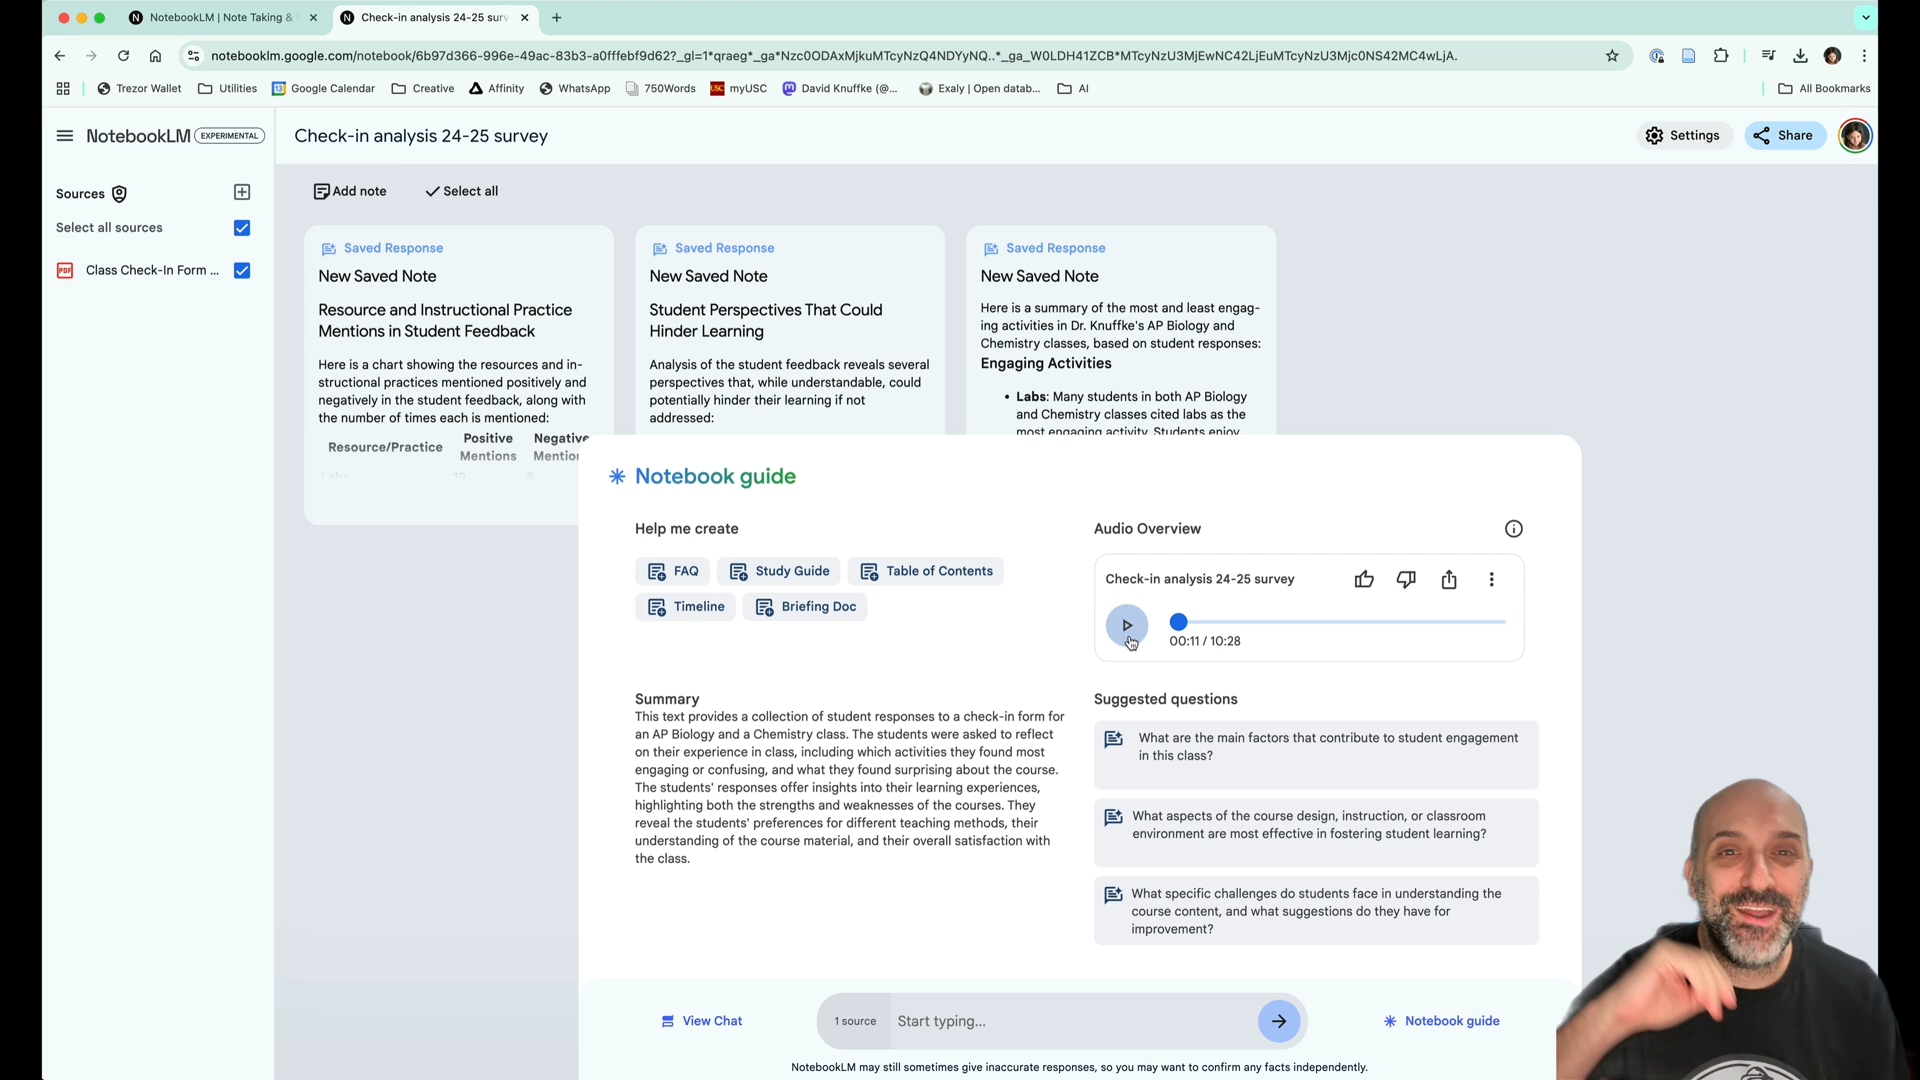 NotebookLM | Note Taking &
Check-in analysis 24-25 surv
notebooklm.google.com/notebook/6b97d366-996e-49ac-83b3-a0fffebf9d62?_gl=1*qraeg*_ga*Nzc0ODAxMjkuMTcyNzQ4NDYyNQ..*_ga_W0LDH41ZCB*MTcyNzU3MjEwNC42LjEuMTcyNzU3Mjc0NS42MC4wLjA.
Trezor Wallet
Utilities
Google Calendar
Creative
Affinity
WhatsApp
750Words
USC myUSC
David Knuffke (@...
Exaly | Open datab...
AI
All Bookmarks
NotebookLM EXPERIMENTAL
Check-in analysis 24-25 survey
Settings
Share
Sources
Select all sources
PDF Class Check-In Form ...
Add note
Select all
Saved Response
New Saved Note
Resource and Instructional Practice
Mentions in Student Feedback
Here is a chart showing the resources and in-
structional practices mentioned positively and
negatively in the student feedback, along with
the number of times each is mentioned:
Resource/Practice
Positive
Mentions
Negative
Mention
Labs
Saved Response
New Saved Note
Student Perspectives That Could
Hinder Learning
Analysis of the student feedback reveals several
perspectives that, while understandable, could
potentially hinder their learning if not
addressed:
Saved Response
New Saved Note
Here is a summary of the most and least engag-
ing activities in Dr. Knuffke's AP Biology and
Chemistry classes, based on student responses:
Engaging Activities
• Labs: Many students in both AP Biology
and Chemistry classes cited labs as the
most engaging activity. Students enjoy
Notebook guide
Help me create
FAQ
Study Guide
Table of Contents
Timeline
Briefing Doc
Audio Overview
Check-in analysis 24-25 survey
00:11 / 10:28
Summary
This text provides a collection of student responses to a check-in form for
an AP Biology and a Chemistry class. The students were asked to reflect
on their experience in class, including which activities they found most
engaging or confusing, and what they found surprising about the course.
The students' responses offer insights into their learning experiences,
highlighting both the strengths and weaknesses of the courses. They
reveal the students' preferences for different teaching methods, their
understanding of the course material, and their overall satisfaction with
the class.
Suggested questions
What are the main factors that contribute to student engagement
in this class?
What aspects of the course design, instruction, or classroom
environment are most effective in fostering student learning?
What specific challenges do students face in understanding the
course content, and what suggestions do they have for
improvement?
View Chat
1 source
Start typing...
Notebook guide
NotebookLM may still sometimes give inaccurate responses, so you may want to confirm any facts independently.